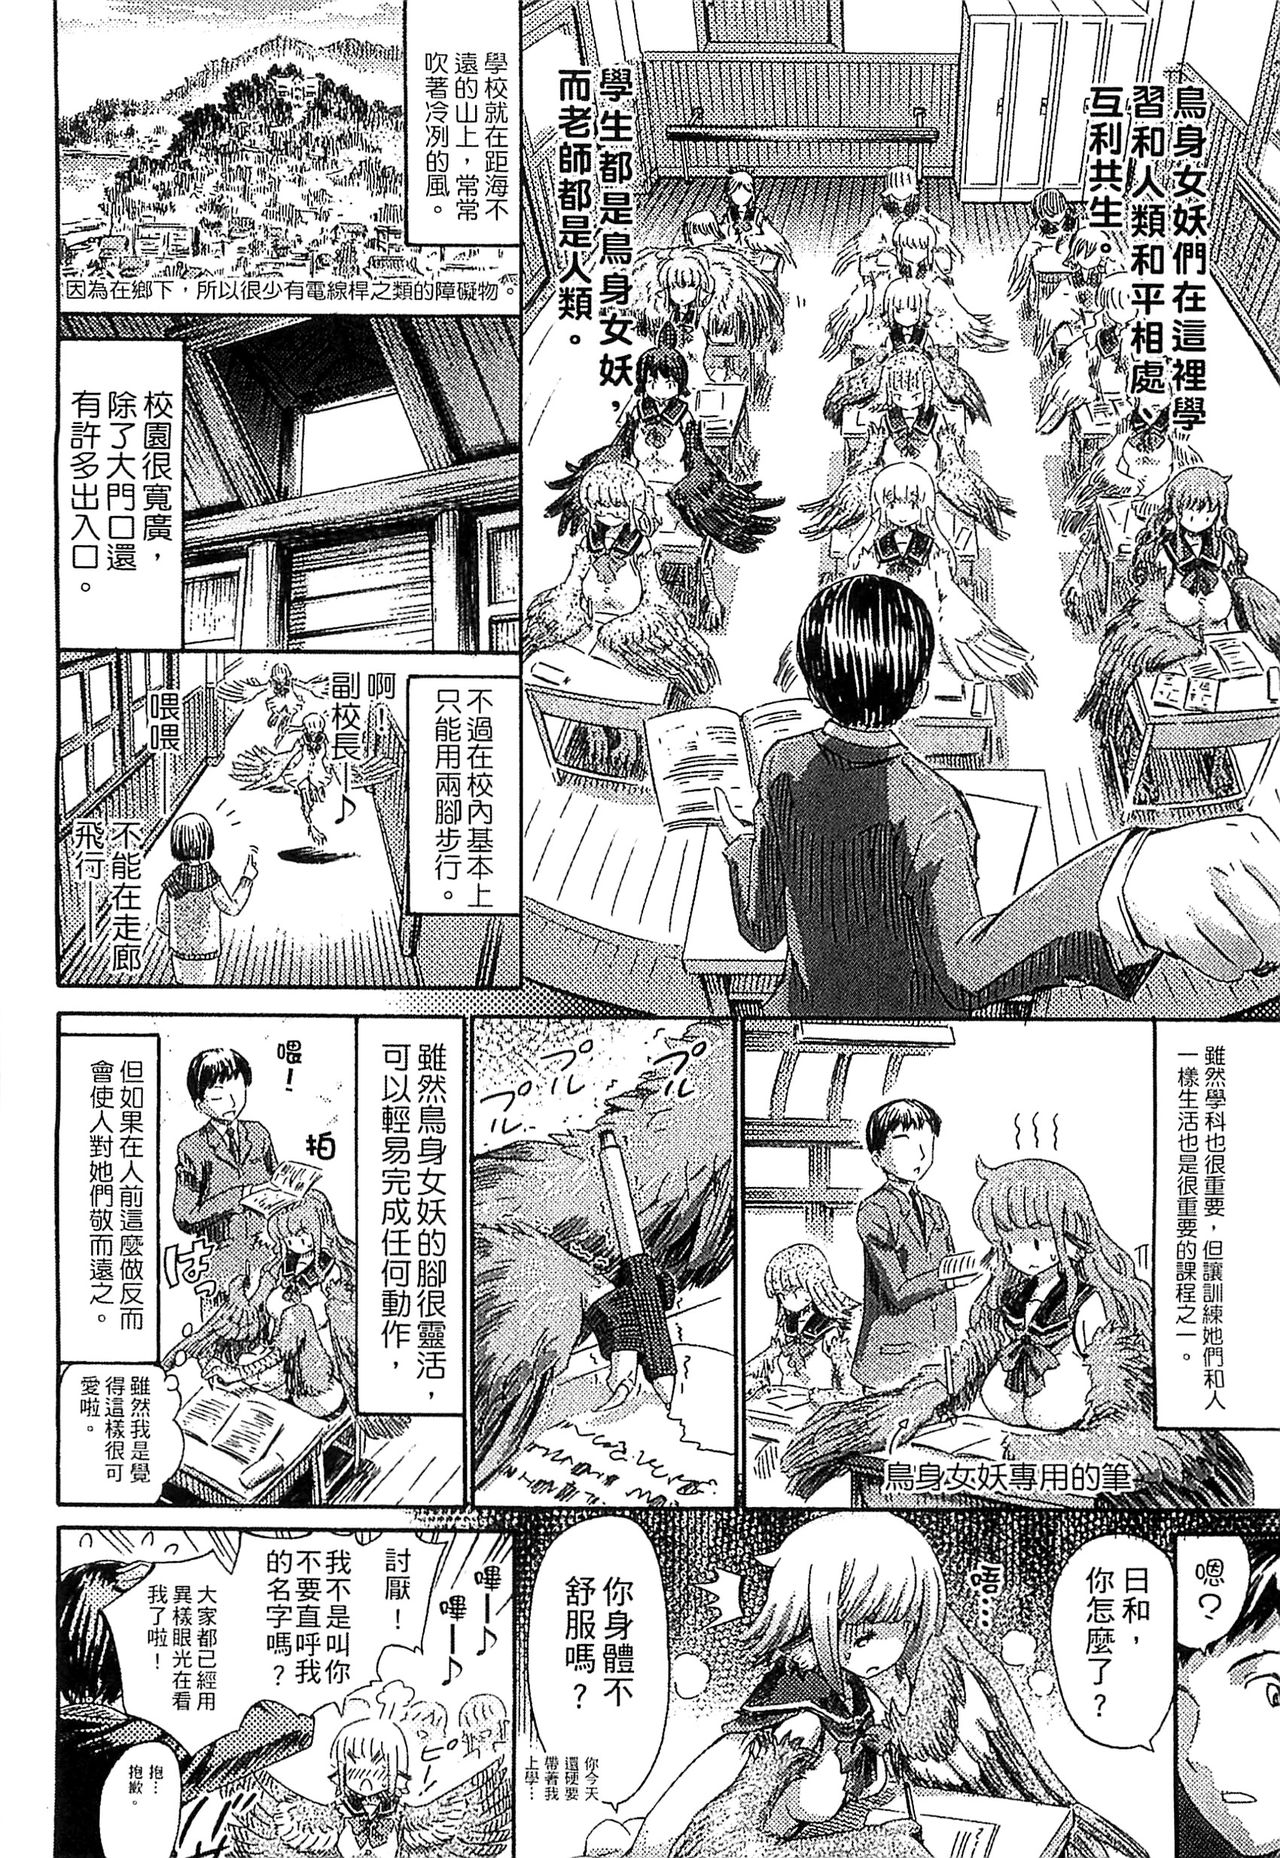 鳥身女妖們在這裡學
習和人類和平相處、
互利共生。
學生都是鳥身女妖，
而老師都是人類。
學校就在距海不
遠的山上，常常
吹著冷冽的風。
因為在鄉下，所以很少有電線桿之類的障礙物。
校園很寬廣，
除了大門口還
有許多出入口。
不過在校內基本上
只能用兩腳步行。
啊！
副校長—♪
—喂喂—
不能在走廊
飛行—
雖然學科也很重要，但讓訓練她們和人
一樣生活也是很重要的課程之一。
鳥身女妖專用的筆
プル
プル
プル
雖然鳥身女妖的腳很靈活，
可以輕易完成任何動作，
喂！
拍
はっ
但如果在人前這麼做反而
會使人對她們敬而遠之。
雖然我是覺
得這樣很可
愛啦。
嗯？
日和，
你怎麼了？
唔……
你身體不
舒服嗎？
你今天
還硬要
帶著我
上學…
嗶—♪
嗶—♪
討厭！
我不是叫你
不要直呼我
的名字嗎？
ピー
大家都已經用
異樣眼光在看
我了啦！
抱…
抱歉。